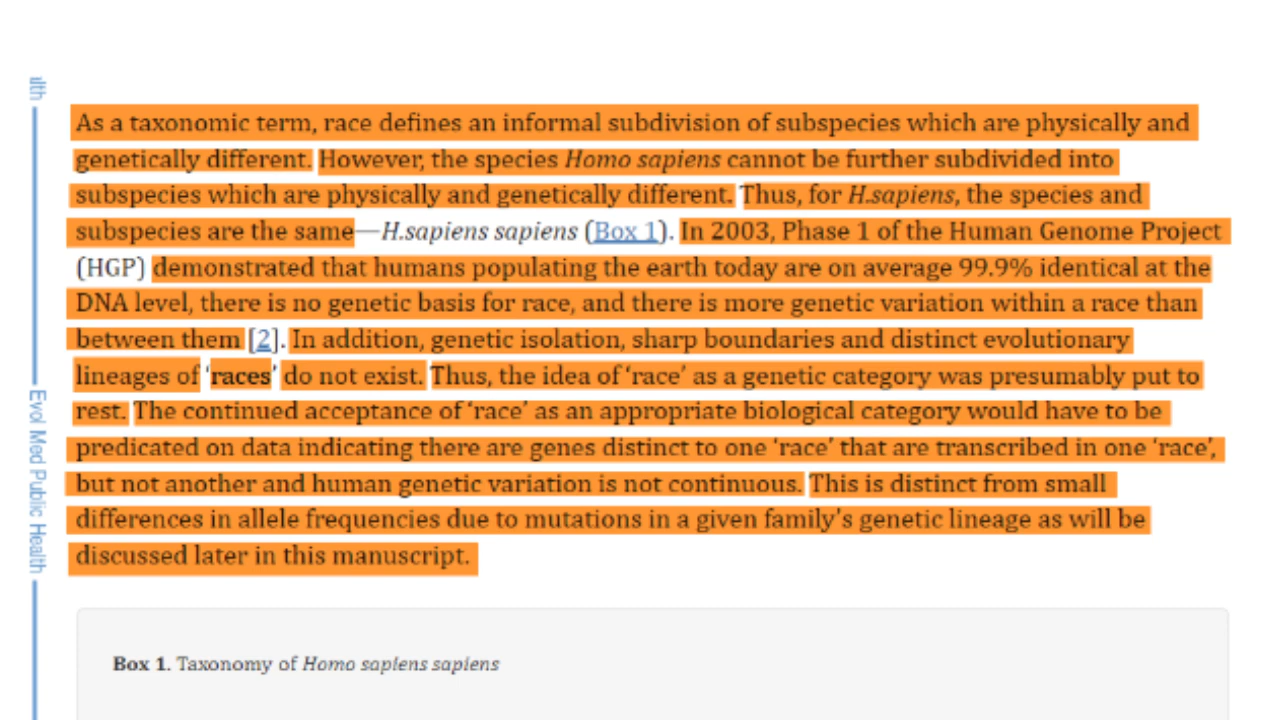 lth
Evol Med Public Health
As a taxonomic term, race defines an informal subdivision of subspecies which are physically and
genetically different. However, the species Homo sapiens cannot be further subdivided into
subspecies which are physically and genetically different. Thus, for H.sapiens, the species and
subspecies are the same—H.sapiens sapiens (Box 1). In 2003, Phase 1 of the Human Genome Project
(HGP) demonstrated that humans populating the earth today are on average 99.9% identical at the
DNA level, there is no genetic basis for race, and there is more genetic variation within a race than
between them [2]. In addition, genetic isolation, sharp boundaries and distinct evolutionary
lineages of ‘races’ do not exist. Thus, the idea of ‘race’ as a genetic category was presumably put to
rest. The continued acceptance of ‘race’ as an appropriate biological category would have to be
predicated on data indicating there are genes distinct to one ‘race’ that are transcribed in one ‘race’,
but not another and human genetic variation is not continuous. This is distinct from small
differences in allele frequencies due to mutations in a given family’s genetic lineage as will be
discussed later in this manuscript.
Box 1. Taxonomy of Homo sapiens sapiens